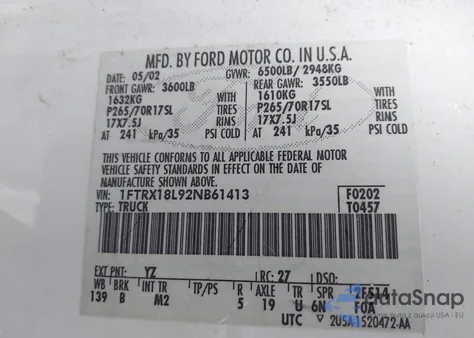 MFD. BY FORD MOTOR CO. IN U.S.A.
DATE: 05/02 GVWR: 6500LB/ 2948KG
FRONT GAWR: 3600LB REAR GAWR: 3550LB
1632KG WITH 1610KG WITH
P265/70R17SL TIRES P265/70R17SL TIRES
17X7.5J RIMS 17X7.5J RIMS
AT 241 kPa/35 PSI COLD AT 241 kPa/35 PSI COLD
THIS VEHICLE CONFORMS TO ALL APPLICABLE FEDERAL MOTOR
VEHICLE SAFETY STANDARDS IN EFFECT ON THE DATE OF
MANUFACTURE SHOWN ABOVE.
VIN: 1FTRX18L92NB61413 F0202
TYPE: TRUCK T0457
EXT PNT: YZ RC: 27 DSO:
WB BRK INT TR TP/PS R AXLE TR SPR 2F514
139 B M2 5 19 U 6N F0A
UTC 2U5A1520472-AA
DataSnap